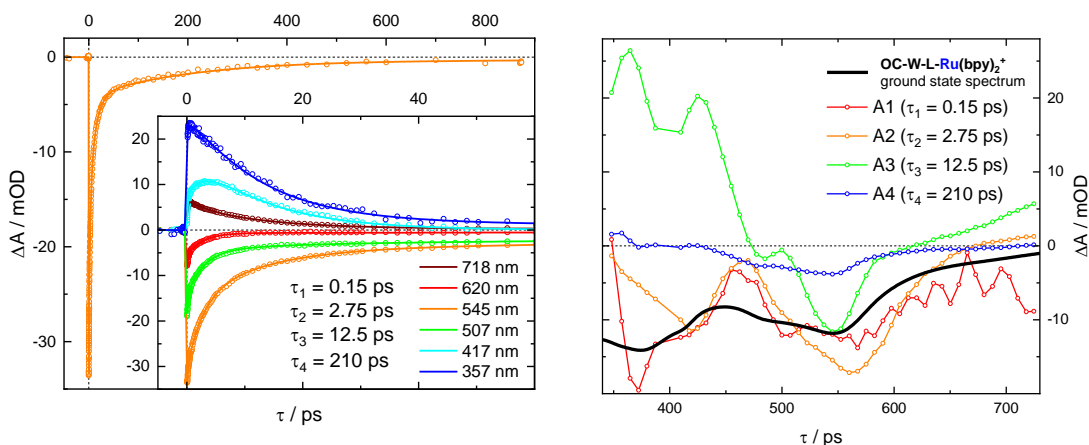 0 200 400 600 800
0
-10
-20
-30
ΔA / mOD
0 20 40
20
10
0
-10
-20
-30
τ₁ = 0.15 ps
τ₂ = 2.75 ps
τ₃ = 12.5 ps
τ₄ = 210 ps
718 nm
620 nm
545 nm
507 nm
417 nm
357 nm
τ / ps
OC-W-L-Ru(bpy)₂⁺
ground state spectrum
A1 (τ₁ = 0.15 ps)
A2 (τ₂ = 2.75 ps)
A3 (τ₃ = 12.5 ps)
A4 (τ₄ = 210 ps)
20
10
0
-10
ΔA / mOD
400 500 600 700
τ / ps